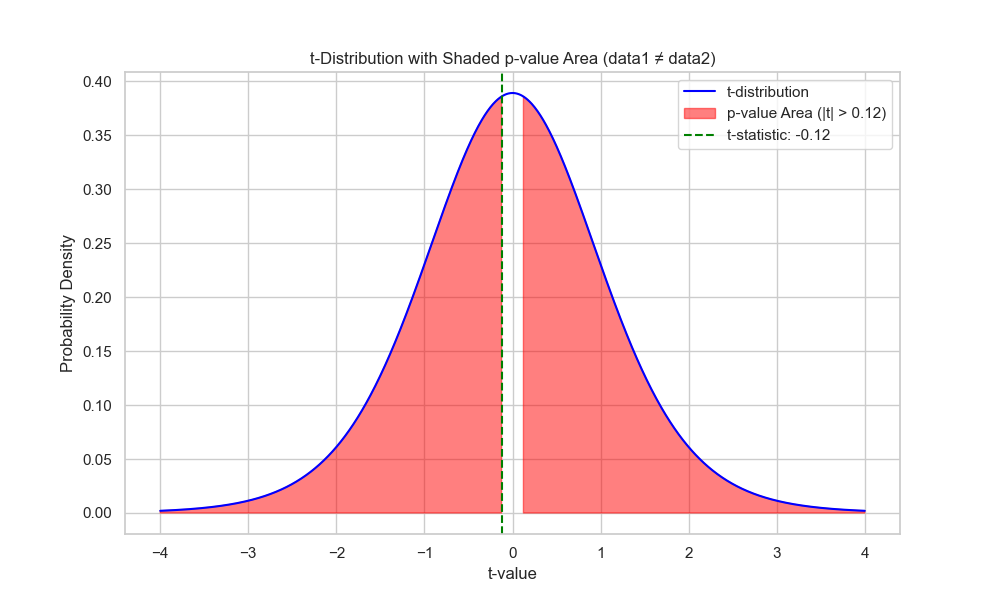 t-Distribution with Shaded p-value Area (data1 ≠ data2)
t-distribution
p-value Area (|t| > 0.12)
t-statistic: -0.12
Probability Density
0.40
0.35
0.30
0.25
0.20
0.15
0.10
0.05
0.00
−4 −3 −2 −1 0 1 2 3 4
t-value